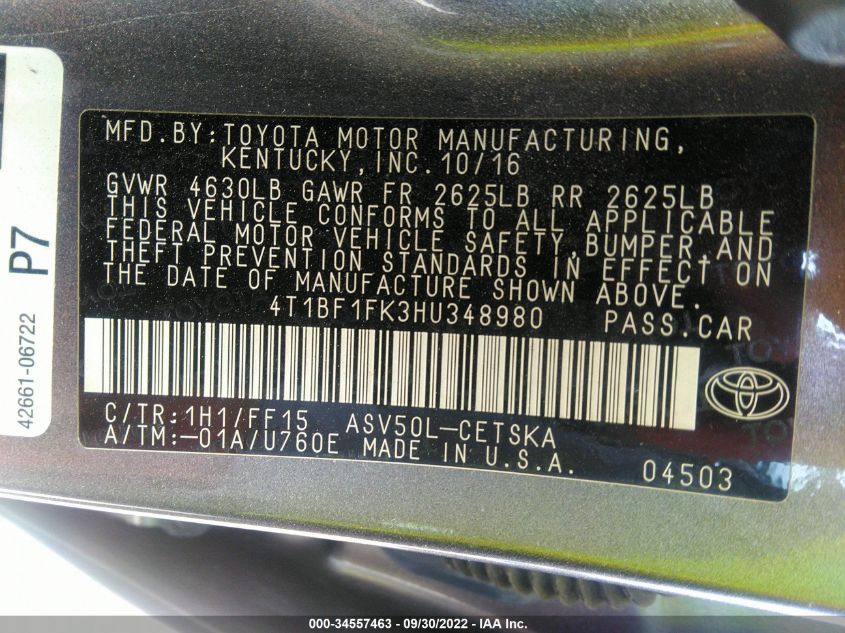 MFD.BY:TOYOTA MOTOR MANUFACTURING,
KENTUCKY,INC.10/16
GVWR 4630LB GAWR FR 2625LB RR 2625LB
THIS VEHICLE CONFORMS TO ALL APPLICABLE
FEDERAL MOTOR VEHICLE SAFETY,BUMPER,AND
THEFT PREVENTION STANDARDS IN EFFECT ON
THE DATE OF MANUFACTURE SHOWN ABOVE.
4T1BF1FK3HU348980 PASS.CAR
C/TR:1H1/FF15 ASV50L-CETSKA
A/TM:-01A/U760E MADE IN U.S.A.
04503
P7
42661-06722
000-34557463 - 09/30/2022 - IAA Inc.